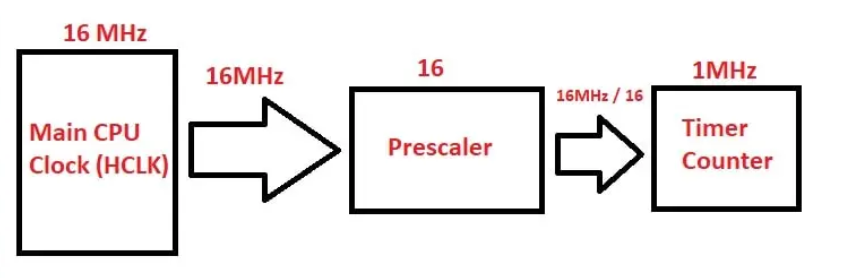 16 MHz
Main CPU
Clock (HCLK)
16MHz
16
Prescaler
16MHz / 16
1MHz
Timer
Counter